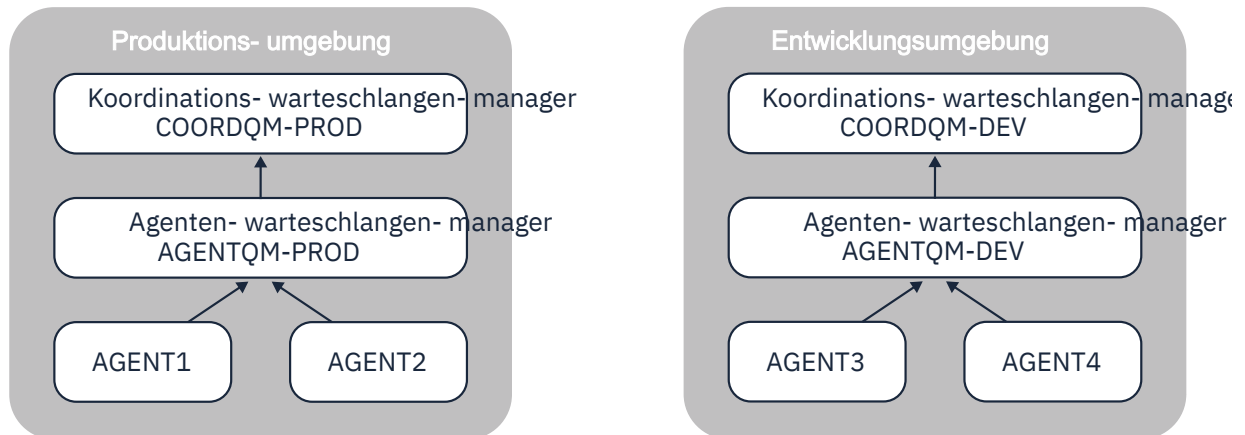 Produktions- umgebung
Koordinations- warteschlangen- manager
COORDQM-PROD
Agenten- warteschlangen- manager
AGENTQM-PROD
AGENT1
AGENT2
Entwicklungsumgebung
Koordinations- warteschlangen- manage
COORDQM-DEV
Agenten- warteschlangen- manager
AGENTQM-DEV
AGENT3
AGENT4